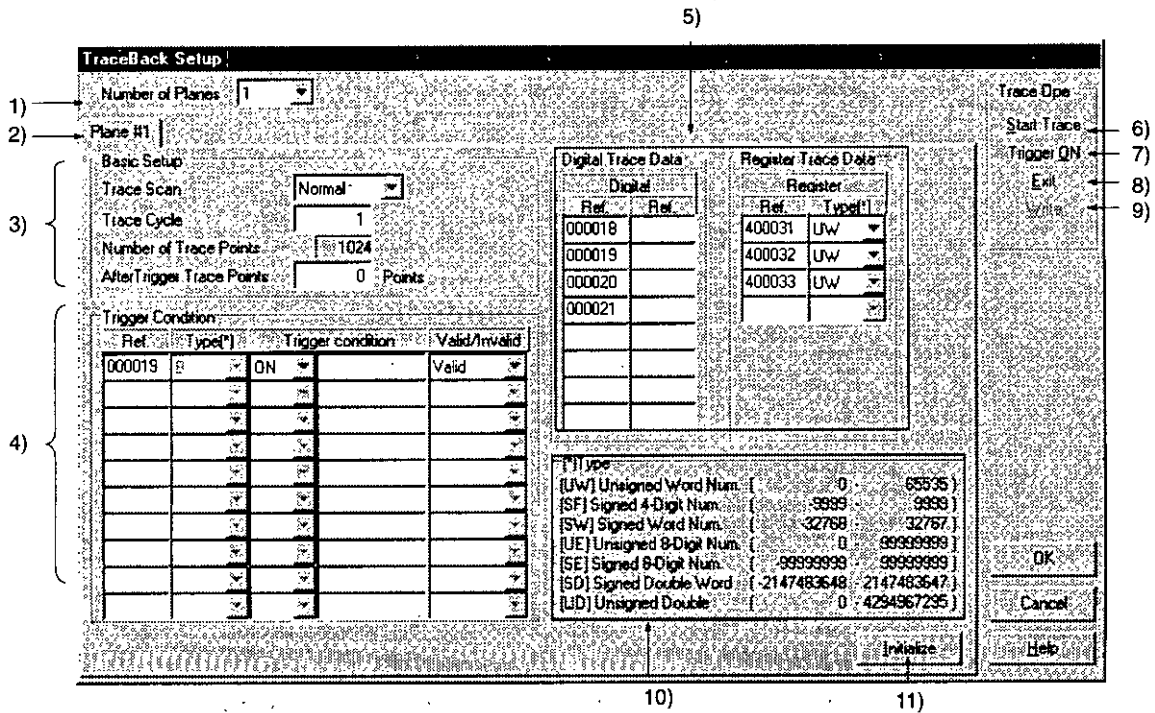 5)
TraceBack Setup
1)
Number of Planes 1
Trace Ope
2)
Plane #1
Start Trace
6)
Trigger ON
7)
Exit
8)
Write
9)
3)
Basic Setup
Trace Scan Normal
Trace Cycle 1
Number of Trace Points 1024
AfterTrigger Trace Points 0 Points
Digital Trace Data
Digital
Ref. Ref.
000018
000019
000020
000021
Register Trace Data
Register
Ref. Type[*]
400031 UW
400032 UW
400033 UW
4)
Trigger Condition
Ref Type[*] Trigger condition Valid/Invalid
000019 B ON Valid
[*]Type
[UW] Unsigned Word Num. [ 0 - 65535 ]
[SF] Signed 4-Digit Num. [ -9999 - 9999 ]
[SW] Signed Word Num. [ -32768 - 32767 ]
[UE] Unsigned 8-Digit Num. [ 0 - 99999999 ]
[SE] Signed 8-Digit Num. [ -99999999 - 99999999 ]
[SD] Signed Double Word [ -2147483648 - 2147483647 ]
[UD] Unsigned Double [ 0 - 4294967295 ]
OK
Cancel
Initialize
Help
10)
11)